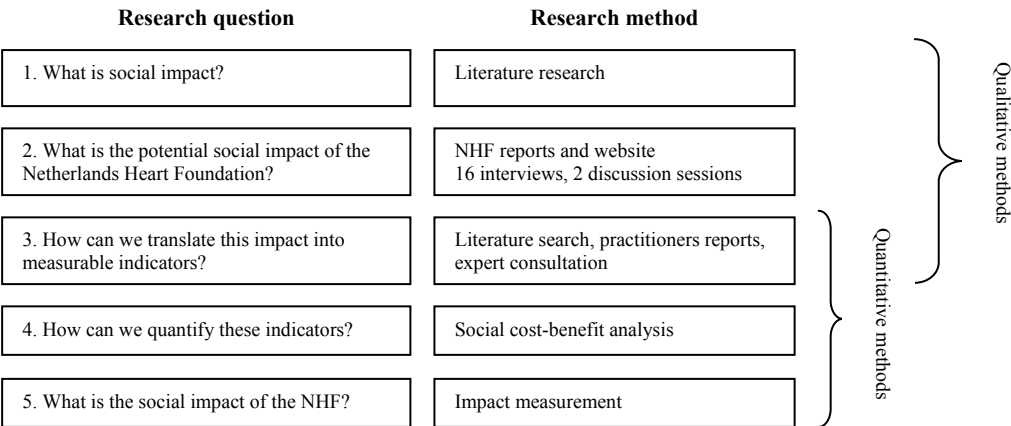 Research question
Research method
1. What is social impact?
Literature research
2. What is the potential social impact of the
Netherlands Heart Foundation?
NHF reports and website
16 interviews, 2 discussion sessions
3. How can we translate this impact into
measurable indicators?
Literature search, practitioners reports,
expert consultation
4. How can we quantify these indicators?
Social cost-benefit analysis
5. What is the social impact of the NHF?
Impact measurement
Quantitative methods
Qualitative methods